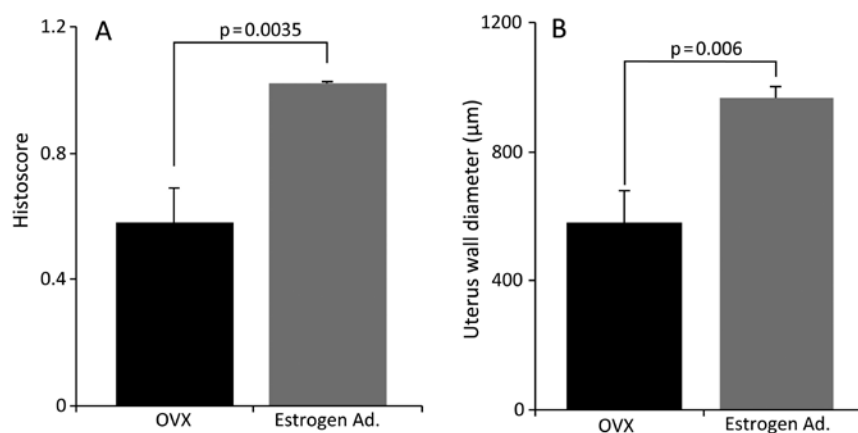 A
Histoscore
1.2
0.8
0.4
0
p=0.0035
OVX
Estrogen Ad.
B
Uterus wall diameter (μm)
1200
800
400
0
p=0.006
OVX
Estrogen Ad.